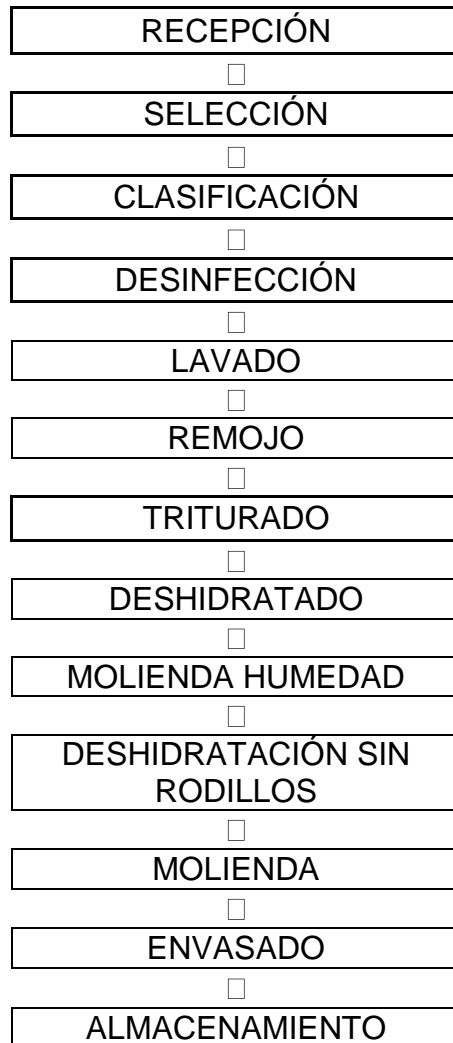 RECEPCIÓN
SELECCIÓN
CLASIFICACIÓN
DESINFECCIÓN
LAVADO
REMOJO
TRITURADO
DESHIDRATADO
MOLIENDA HUMEDAD
DESHIDRATACIÓN SIN
RODILLOS
MOLIENDA
ENVASADO
ALMACENAMIENTO